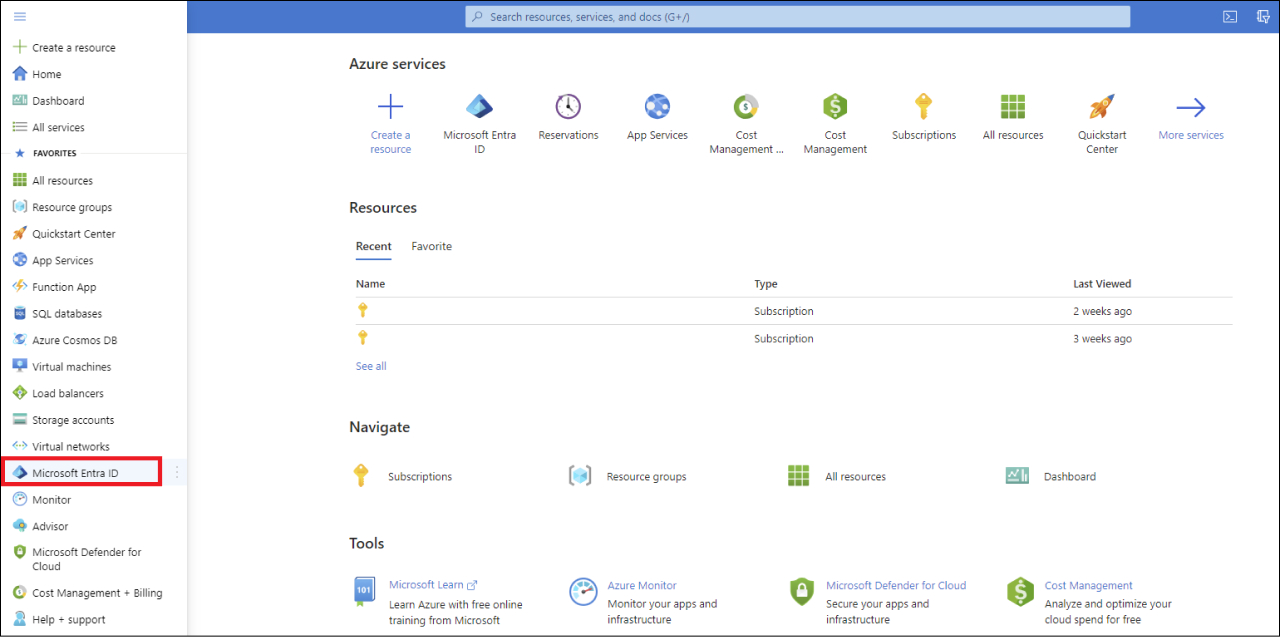 Search resources, services, and docs (G+/)
Create a resource
Home
Dashboard
All services
FAVORITES
All resources
Resource groups
Quickstart Center
App Services
Function App
SQL databases
Azure Cosmos DB
Virtual machines
Load balancers
Storage accounts
Virtual networks
Microsoft Entra ID
Monitor
Advisor
Microsoft Defender for
Cloud
Cost Management + Billing
Help + support
Azure services
Create a
resource
Microsoft Entra
ID
Reservations
App Services
Cost
Management ...
Cost
Management
Subscriptions
All resources
Quickstart
Center
More services
Resources
Recent Favorite
Name Type Last Viewed
Subscription 2 weeks ago
Subscription 3 weeks ago
See all
Navigate
Subscriptions Resource groups All resources Dashboard
Tools
101
Microsoft Learn
Learn Azure with free online
training from Microsoft
Azure Monitor
Monitor your apps and
infrastructure
Microsoft Defender for Cloud
Secure your apps and
infrastructure
Cost Management
Analyze and optimize your
cloud spend for free